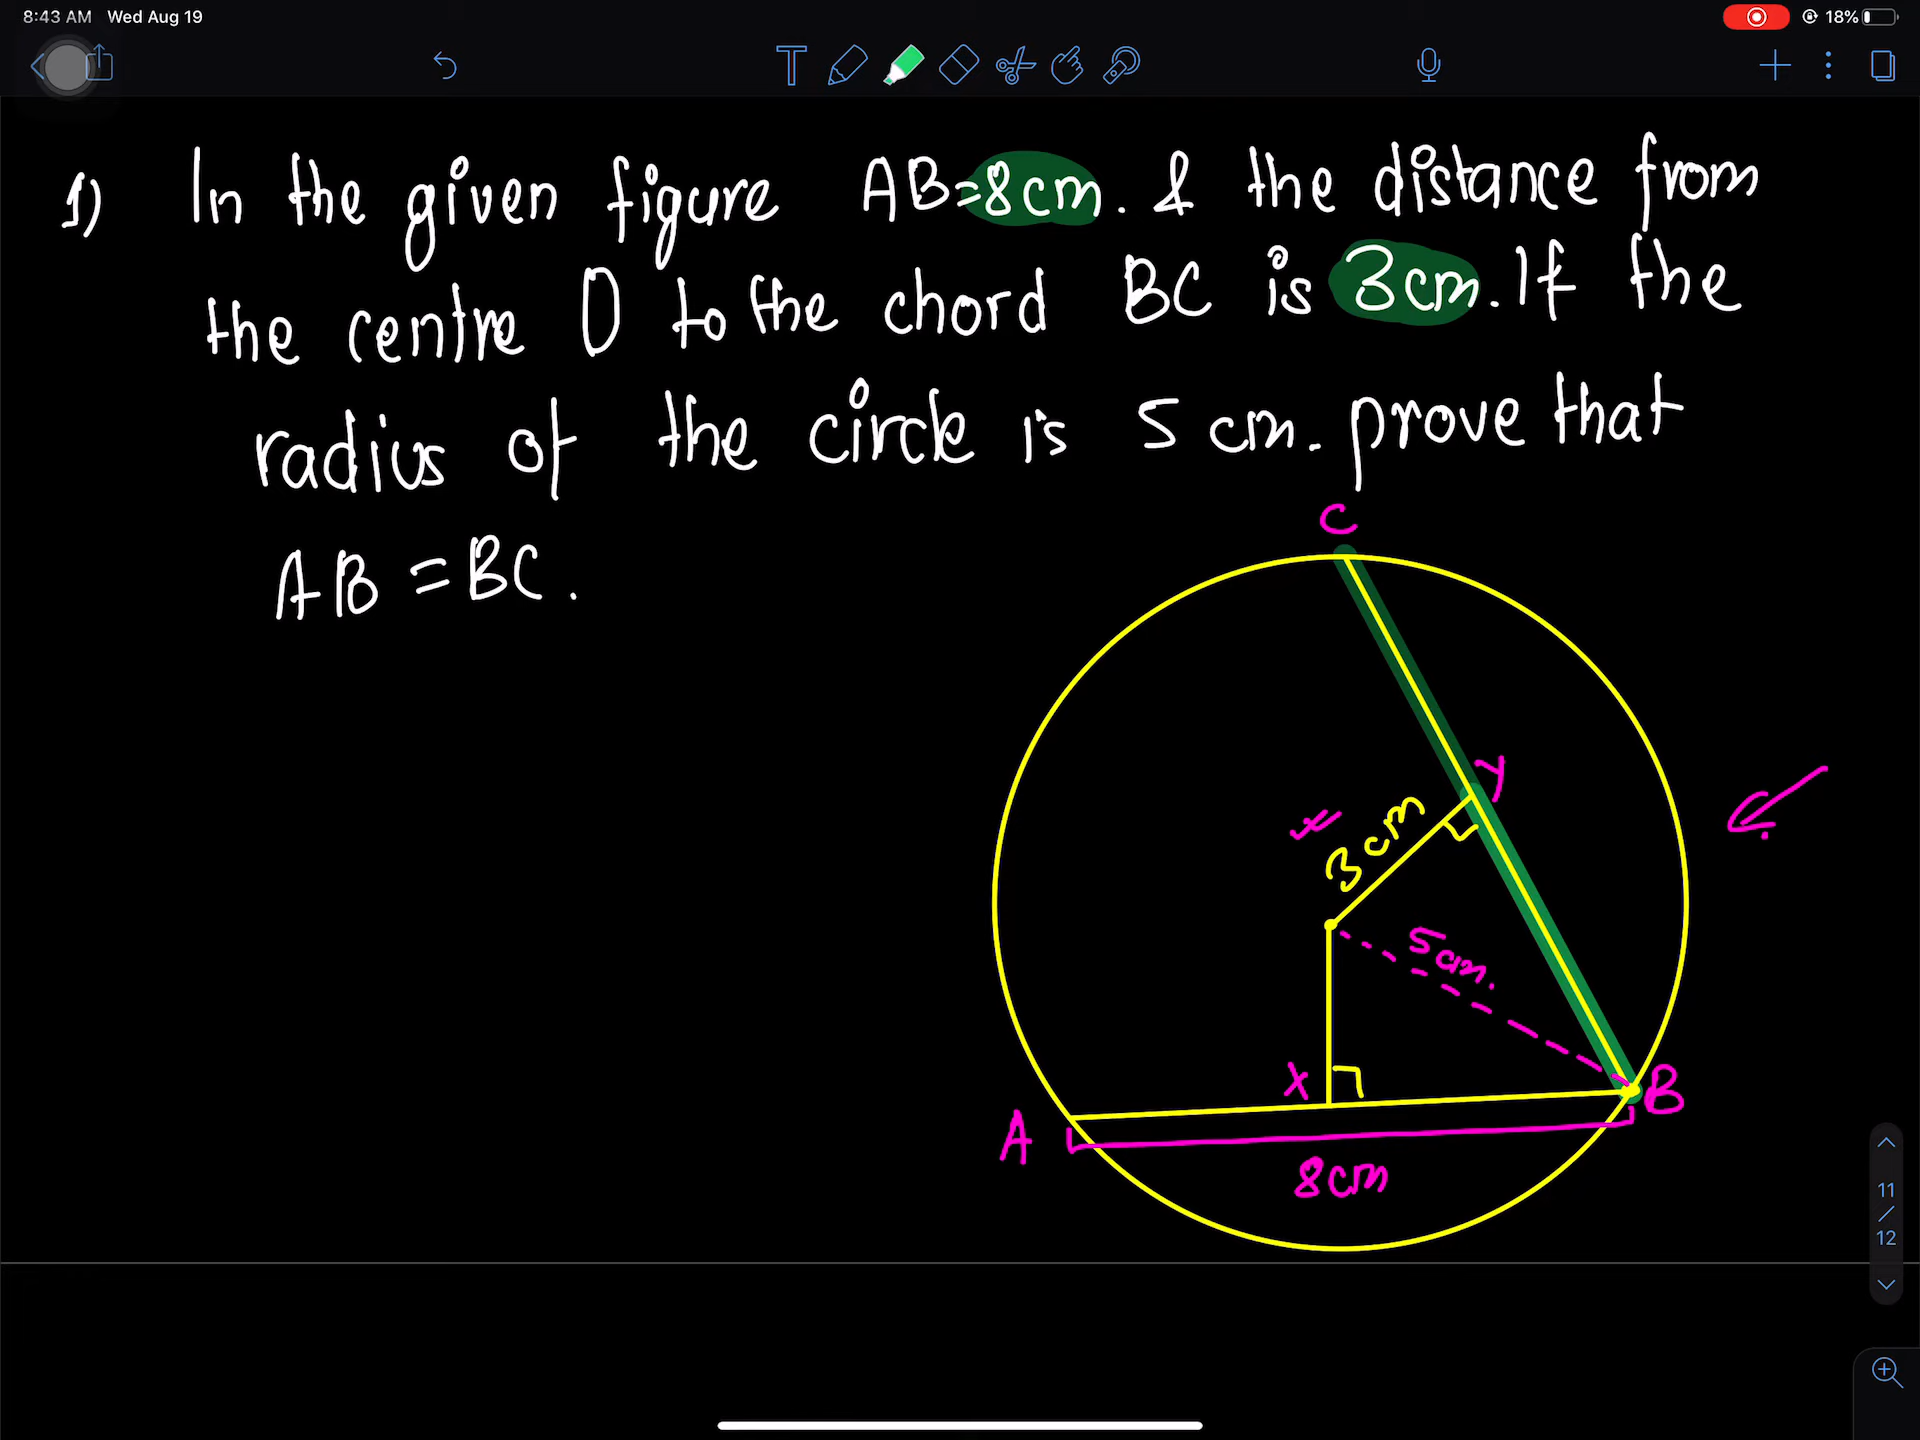 8:43 AM Wed Aug 19
18%
1) In the given figure AB=8cm. & the distance from
the centre O to the chord BC is 3cm. If the
radius of the circle is 5 cm. prove that
AB = BC.
C
y
3cm
5cm.
x
B
A
8cm
11
/
12